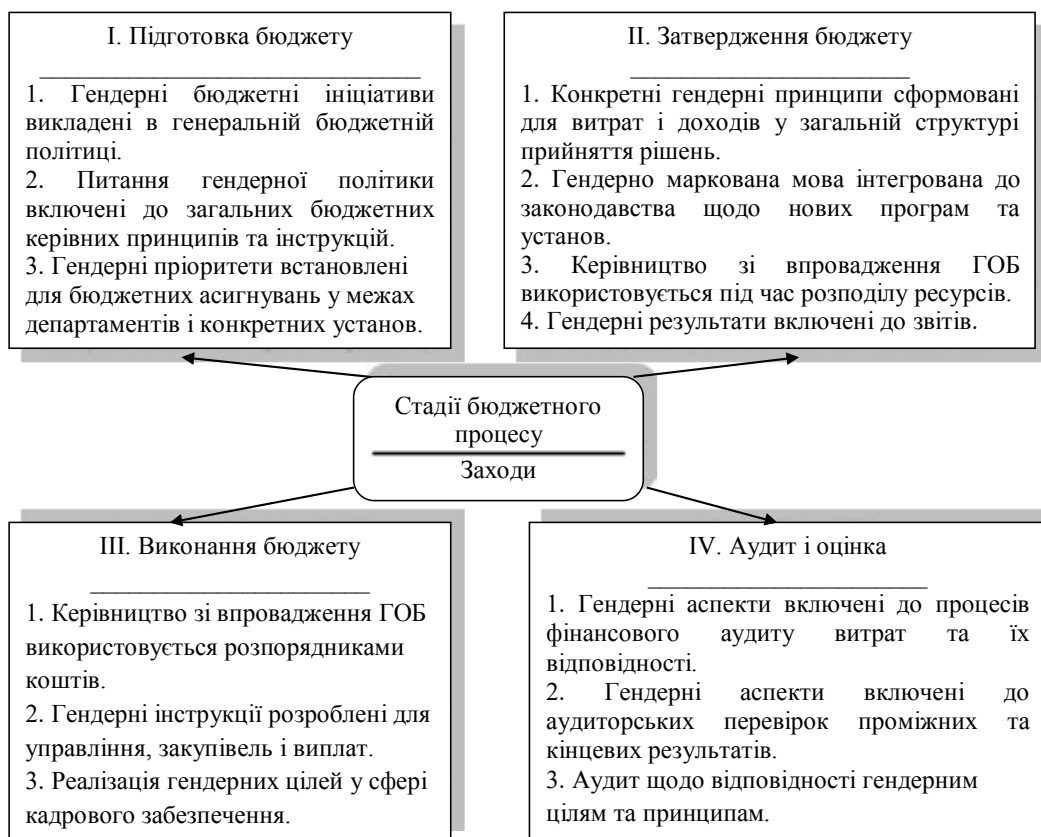 І. Підготовка бюджету
1. Гендерні бюджетні ініціативи
викладені в генеральній бюджетній
політиці.
2. Питання гендерної політики
включені до загальних бюджетних
керівних принципів та інструкцій.
3. Гендерні пріоритети встановлені
для бюджетних асигнувань у межах
департаментів і конкретних установ.
ІІ. Затвердження бюджету
1. Конкретні гендерні принципи сформовані
для витрат і доходів у загальній структурі
прийняття рішень.
2. Гендерно маркована мова інтегрована до
законодавства щодо нових програм та
установ.
3. Керівництво зі впровадження ГОБ
використовується під час розподілу ресурсів.
4. Гендерні результати включені до звітів.
Стадії бюджетного
процесу
Заходи
ІІІ. Виконання бюджету
1. Керівництво зі впровадження ГОБ
використовується розпорядниками
коштів.
2. Гендерні інструкції розроблені для
управління, закупівель і виплат.
3. Реалізація гендерних цілей у сфері
кадрового забезпечення.
IV. Аудит і оцінка
1. Гендерні аспекти включені до процесів
фінансового аудиту витрат та їх
відповідності.
2. Гендерні аспекти включені до
аудиторських перевірок проміжних та
кінцевих результатів.
3. Аудит щодо відповідності гендерним
цілям та принципам.